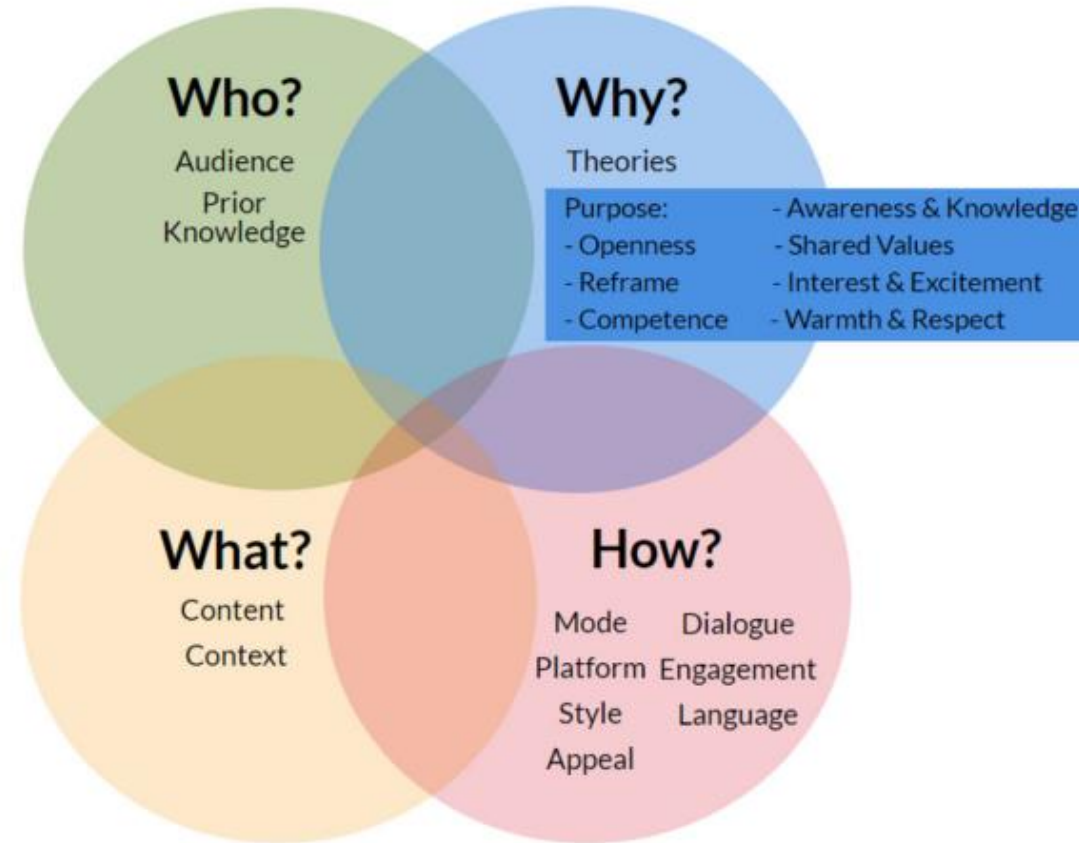 Who?
Audience
Prior
Knowledge
Why?
Theories
Purpose:
- Openness
- Reframe
- Competence
- Awareness & Knowledge
- Shared Values
- Interest & Excitement
- Warmth & Respect
What?
Content
Context
How?
Mode
Platform
Style
Appeal
Dialogue
Engagement
Language